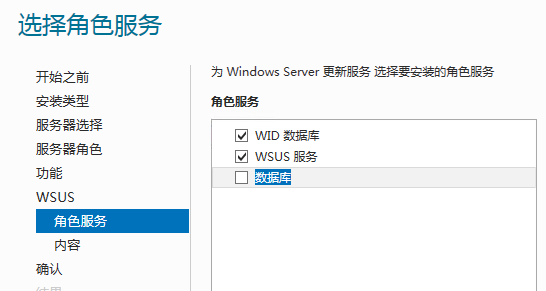 选择角色服务
开始之前
安装类型
服务器选择
服务器角色
功能
WSUS
角色服务
内容
确认
结果
为 Windows Server 更新服务 选择要安装的角色服务
角色服务
WID 数据库
WSUS 服务
数据库